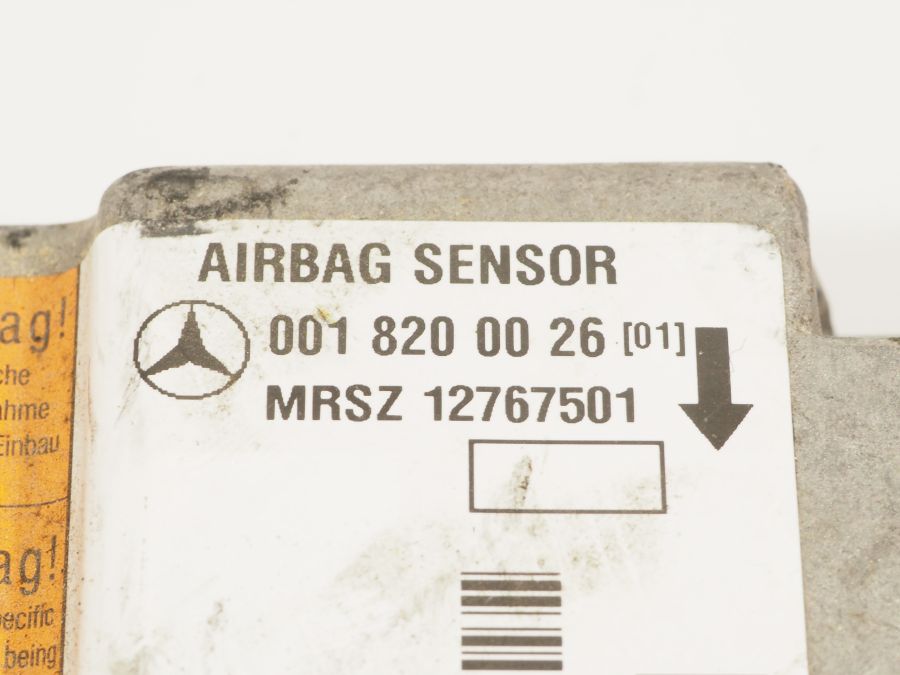 AIRBAG SENSOR
001 820 00 26 [01]
MRSZ 12767501
ag!
che
ahme
Einbau
ag!
pecific
being